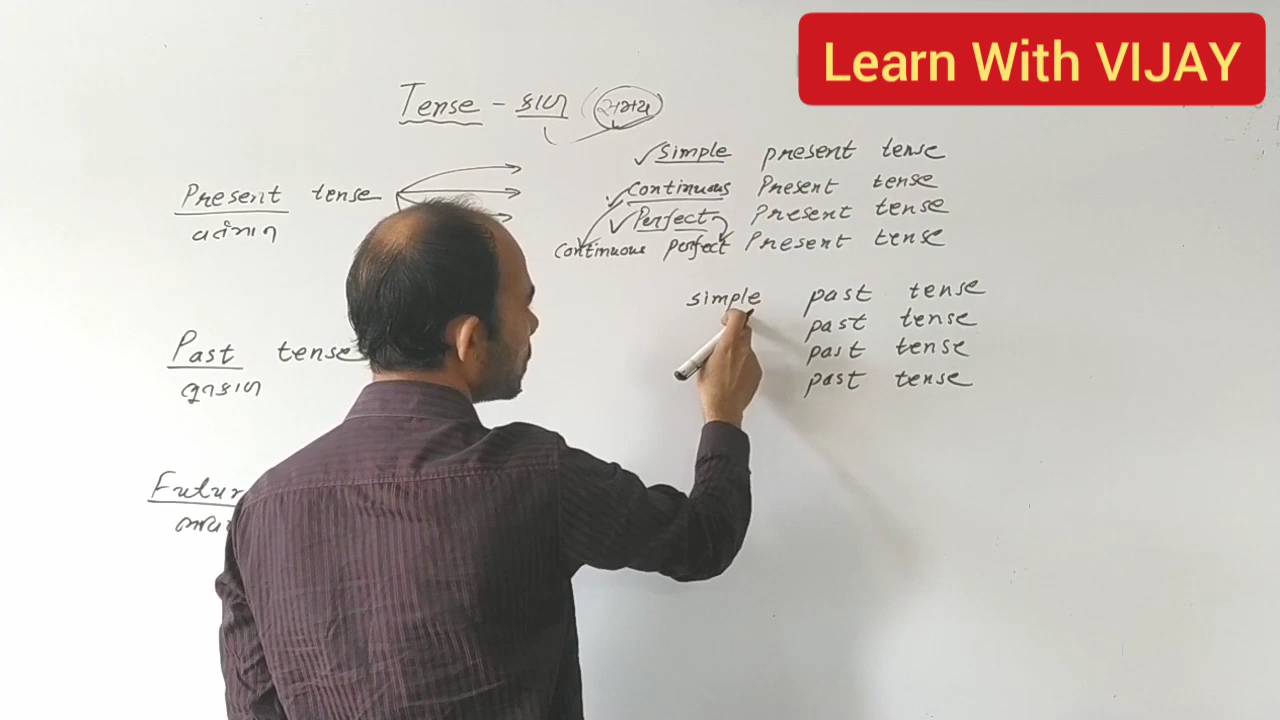 Learn With VIJAY
Tense - કાળ (સમય)
Simple present tense
Continuous Present tense
Perfect Present tense
Continuous perfect Present tense
Present tense
વર્તમાન
simple past tense
past tense
past tense
past tense
Past tense
ભુતકાળ
Futur